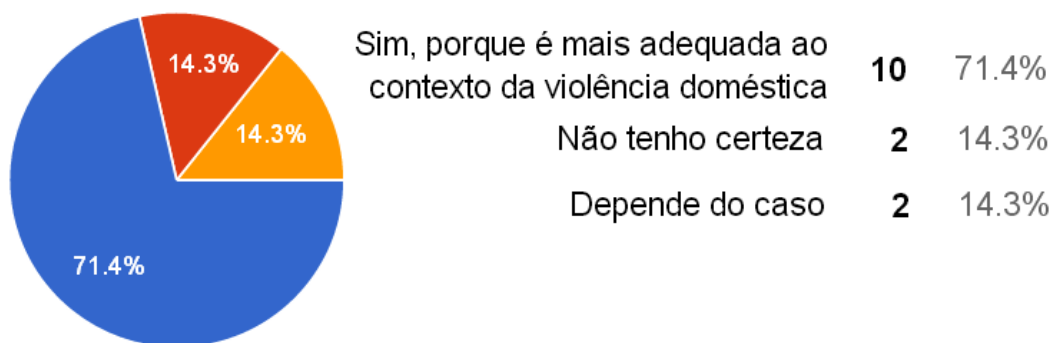 14.3%
14.3%
71.4%
Sim, porque é mais adequada ao
contexto da violência doméstica 10 71.4%
Não tenho certeza 2 14.3%
Depende do caso 2 14.3%